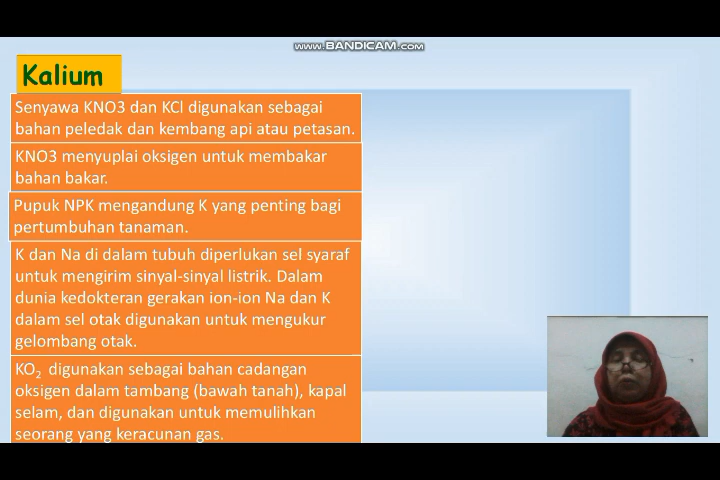 www.BANDICAM.com
Kalium
Senyawa KNO3 dan KCl digunakan sebagai
bahan peledak dan kembang api atau petasan.
KNO3 menyuplai oksigen untuk membakar
bahan bakar.
Pupuk NPK mengandung K yang penting bagi
pertumbuhan tanaman.
K dan Na di dalam tubuh diperlukan sel syaraf
untuk mengirim sinyal-sinyal listrik. Dalam
dunia kedokteran gerakan ion-ion Na dan K
dalam sel otak digunakan untuk mengukur
gelombang otak.
KO₂ digunakan sebagai bahan cadangan
oksigen dalam tambang (bawah tanah), kapal
selam, dan digunakan untuk memulihkan
seorang yang keracunan gas.